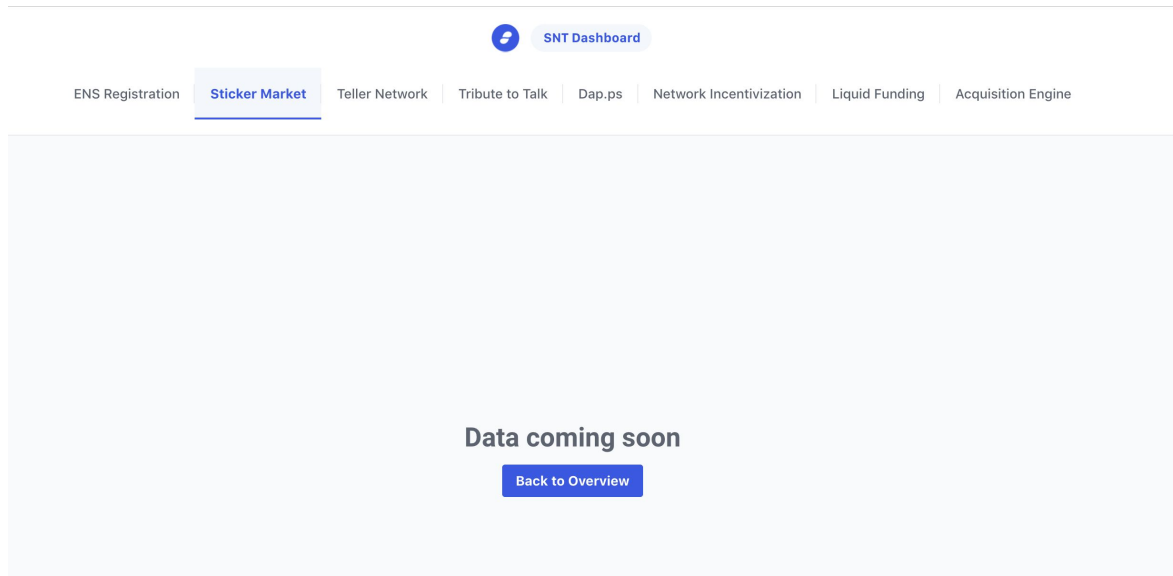 SNT Dashboard
ENS Registration Sticker Market Teller Network Tribute to Talk Dap.ps Network Incentivization Liquid Funding Acquisition Engine
Data coming soon
Back to Overview